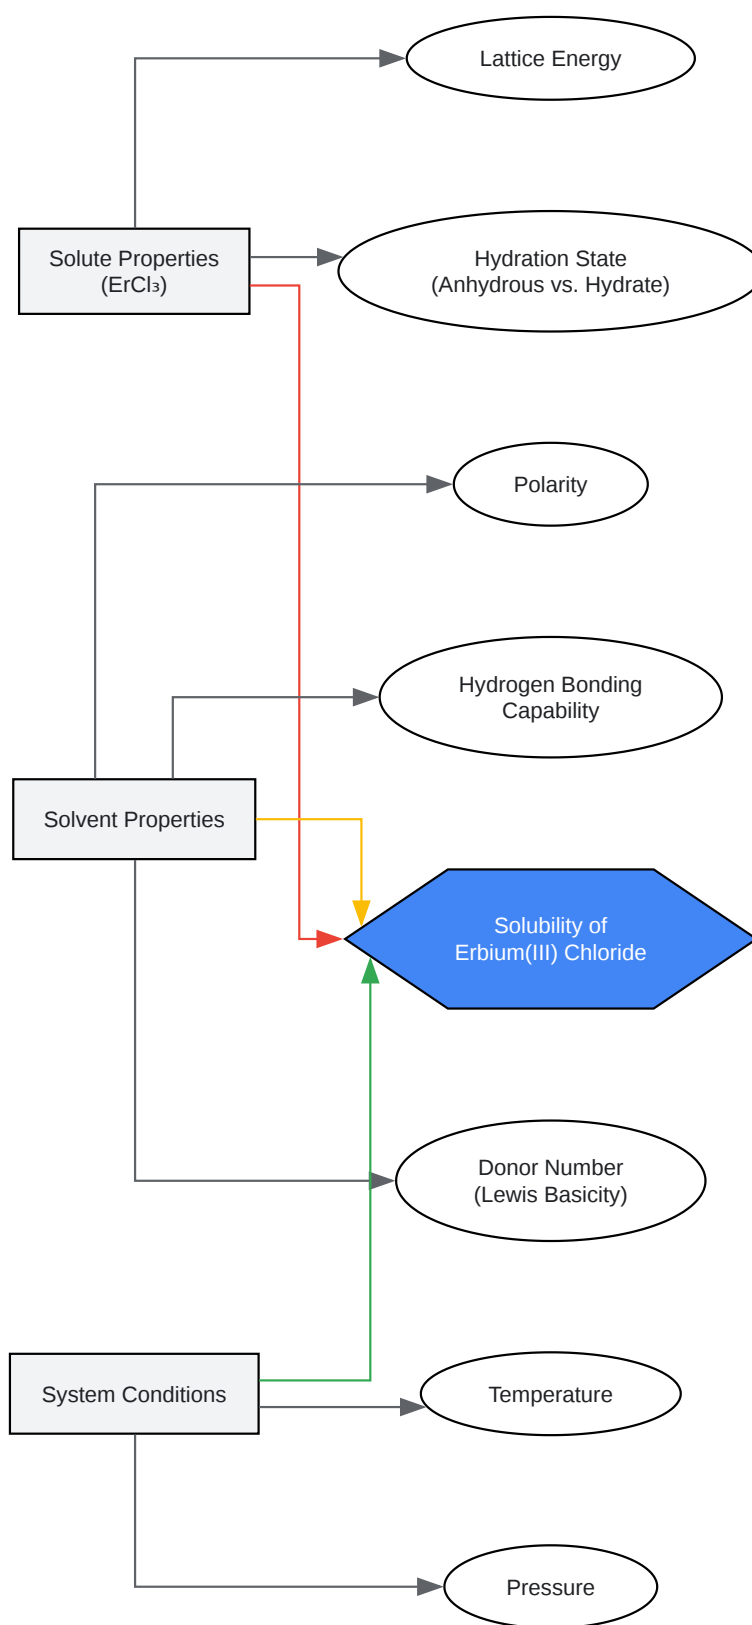 Lattice Energy
Solute Properties
(ErCl₃)
Hydration State
(Anhydrous vs. Hydrate)
Polarity
Hydrogen Bonding
Capability
Solvent Properties
Solubility of
Erbium(III) Chloride
Donor Number
(Lewis Basicity)
System Conditions
Temperature
Pressure